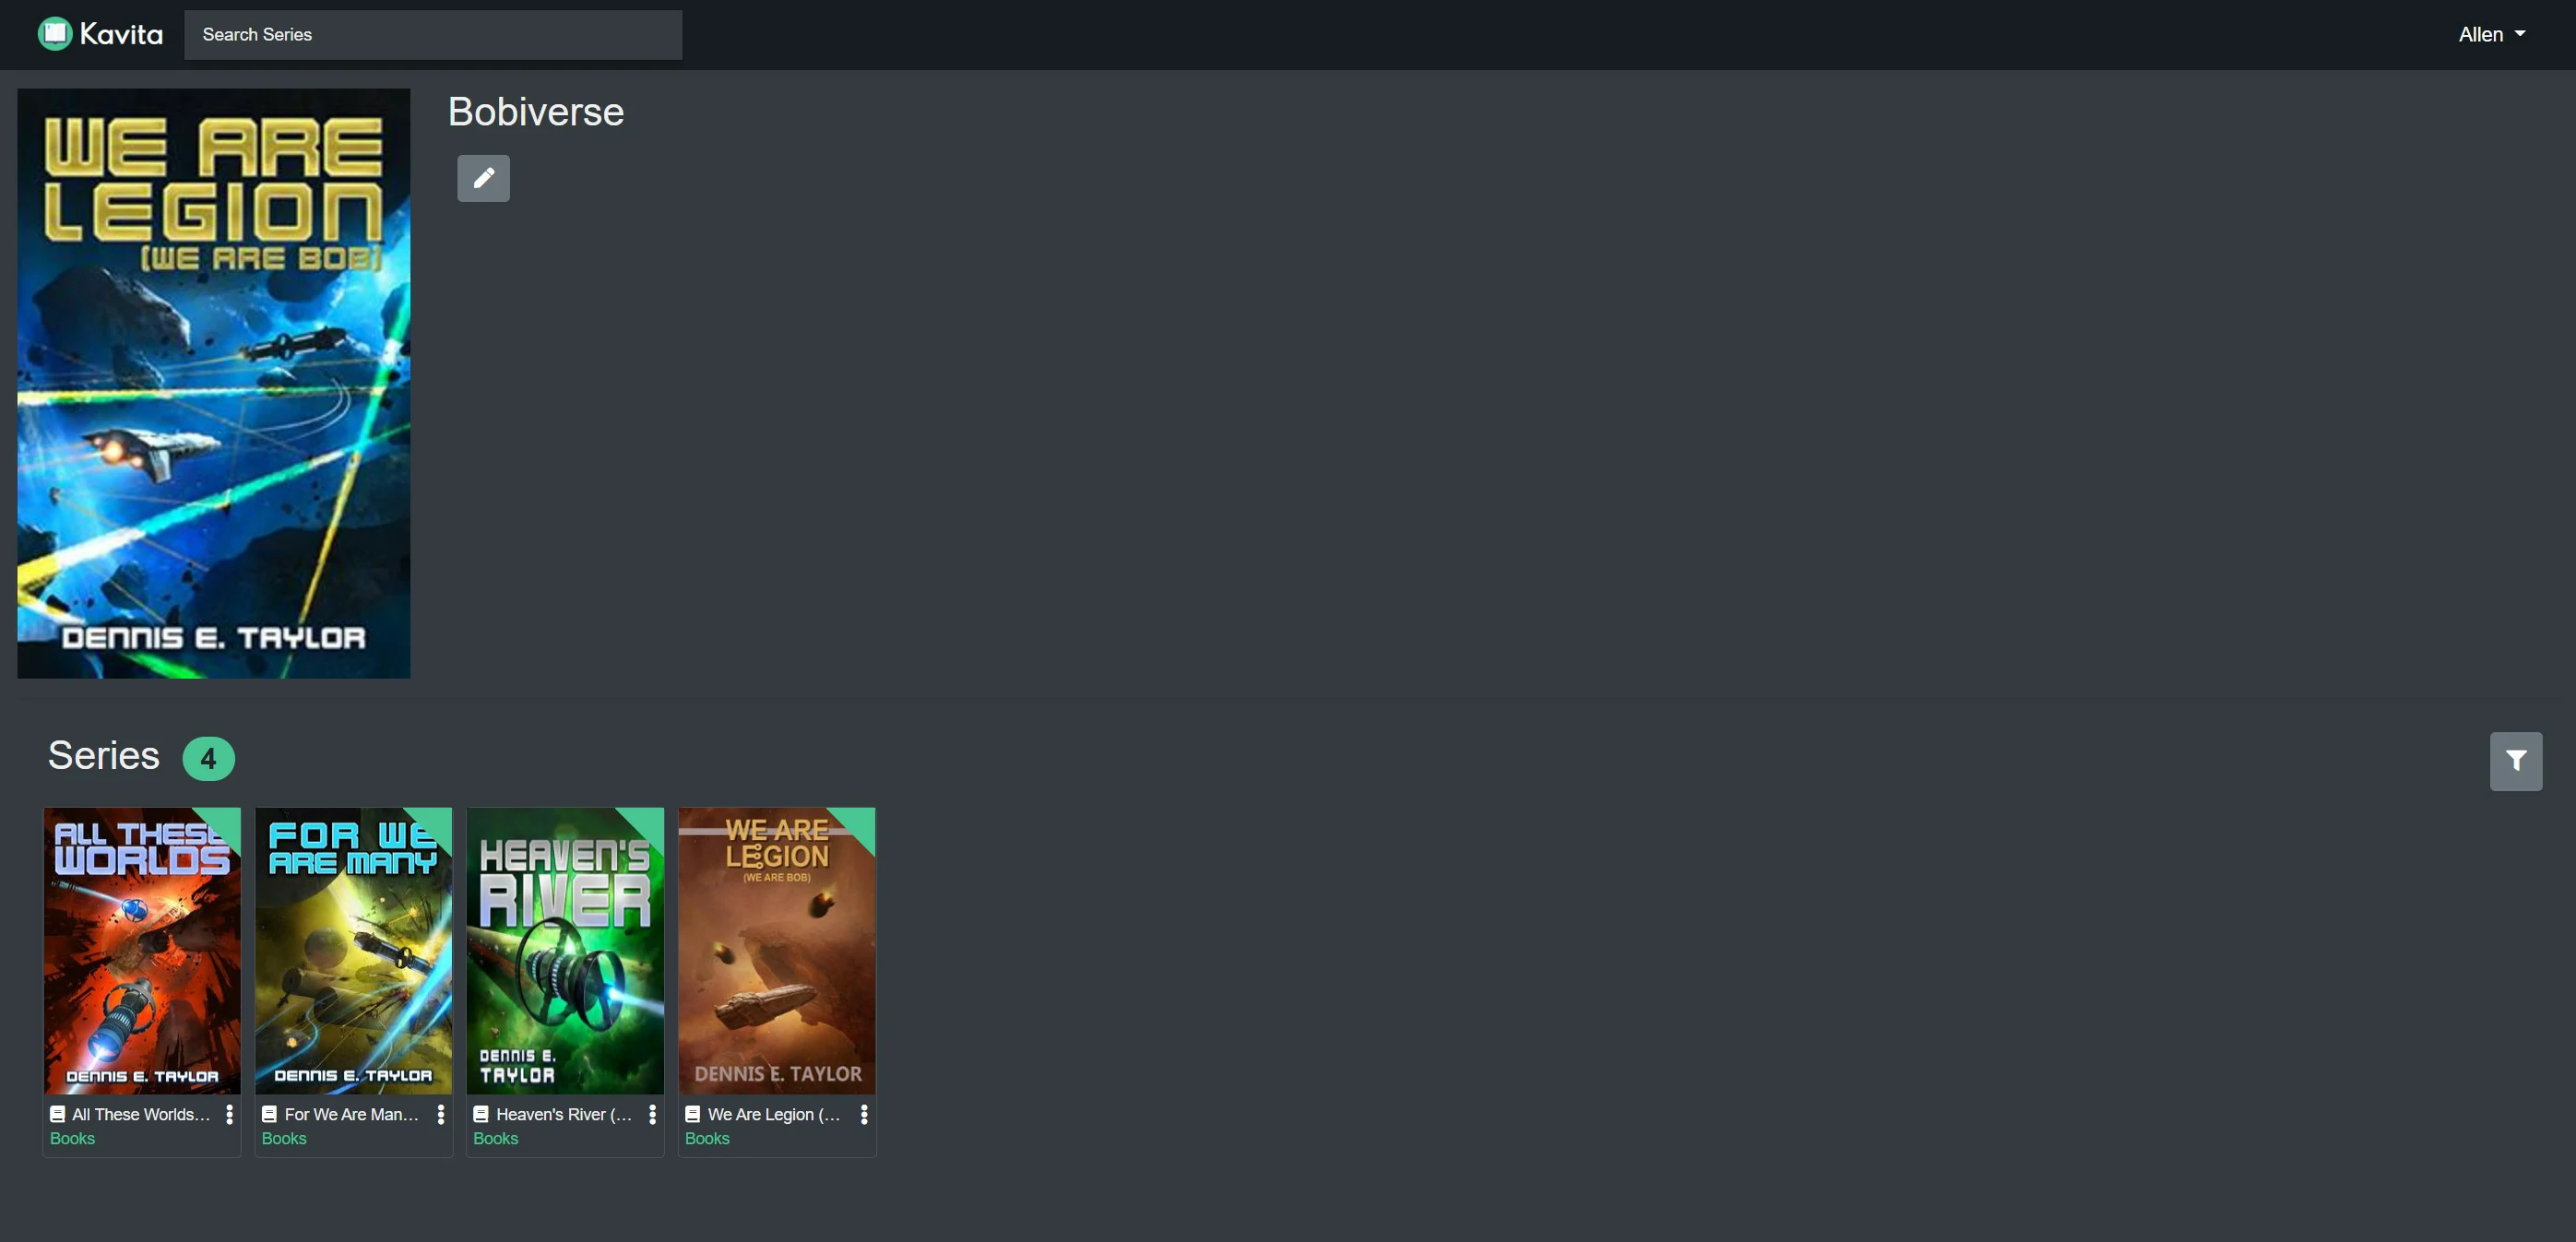 Kavita
Search Series
Allen
WE ARE
LEGION
(WE ARE BOB)
DENNIS E. TAYLOR
Bobiverse
Series 4
ALL THESE
WORLDS
DENNIS E. TAYLOR
All These Worlds...
Books
FOR WE
ARE MANY
DENNIS E. TAYLOR
For We Are Man...
Books
HEAVEN'S
RIVER
DENNIS E.
TAYLOR
Heaven's River (...
Books
WE ARE
LEGION
(WE ARE BOB)
DENNIS E. TAYLOR
We Are Legion (...
Books